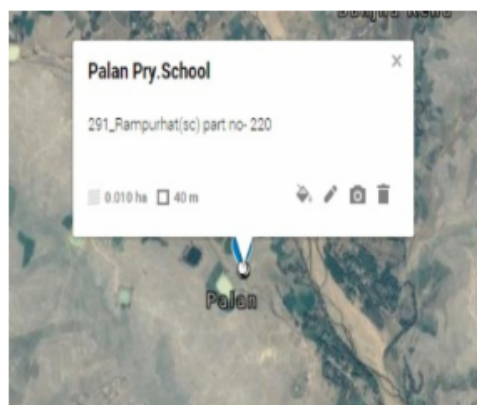 Palan Pry.School
×
291_Rampurhat(sc) part no- 220
0.010 ha 40 m
Palan